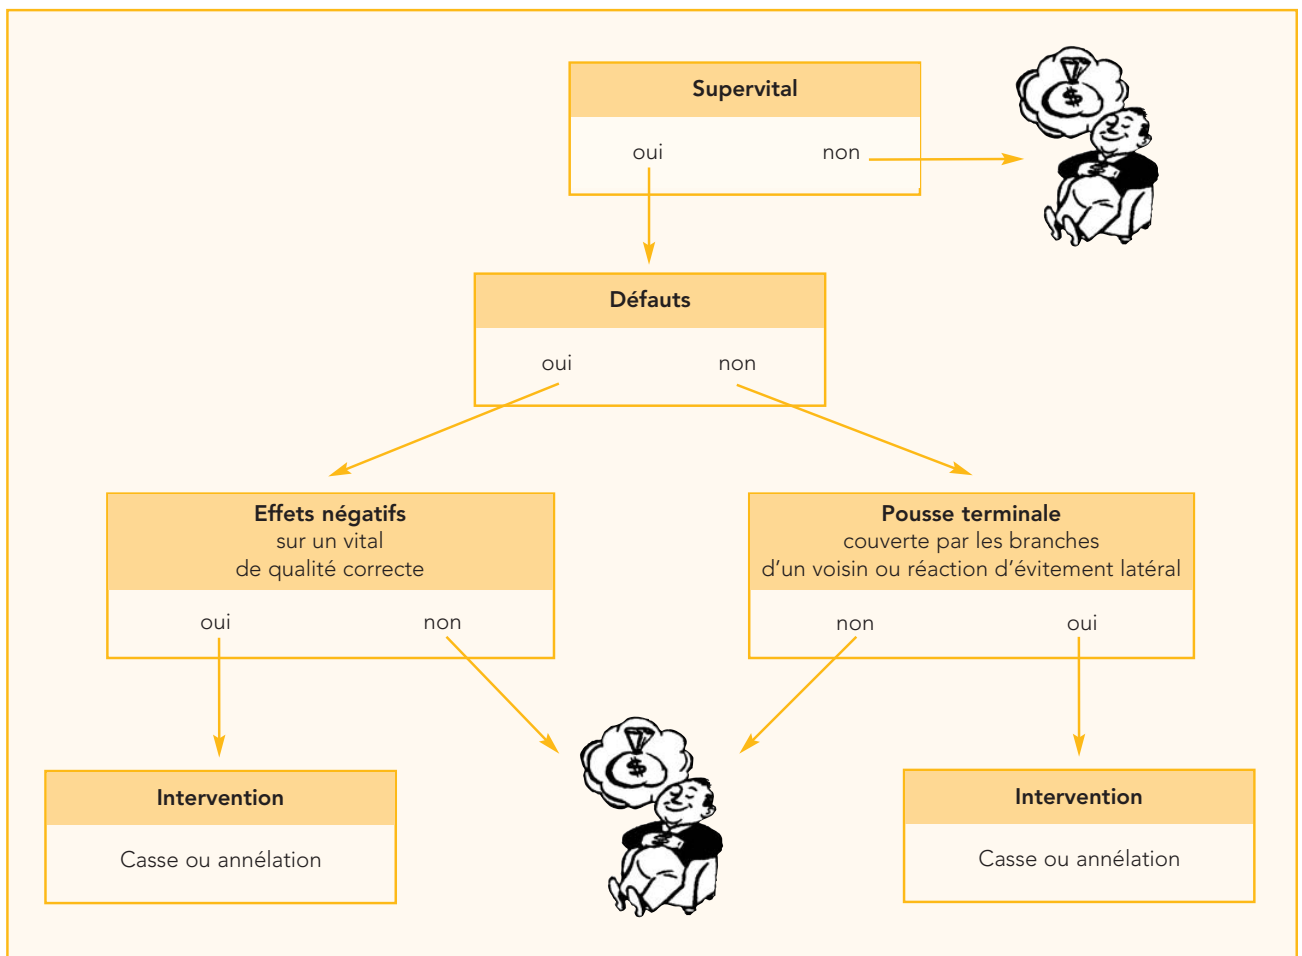 Supervital
oui non
$
Défauts
oui non
Effets négatifs
sur un vital
de qualité correcte
oui non
Pousse terminale
couverte par les branches
d'un voisin ou réaction d'évitement latéral
non oui
$
Intervention
Casse ou annélation
Intervention
Casse ou annélation